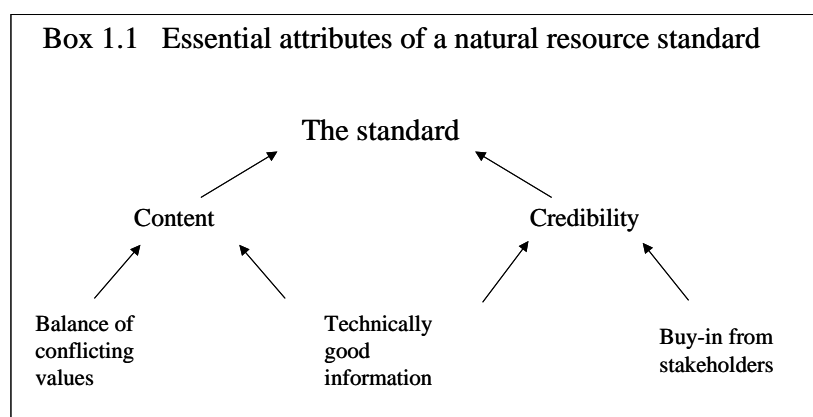 Box 1.1 Essential attributes of a natural resource standard
The standard
Content
Credibility
Balance of
conflicting
values
Technically
good
information
Buy-in from
stakeholders